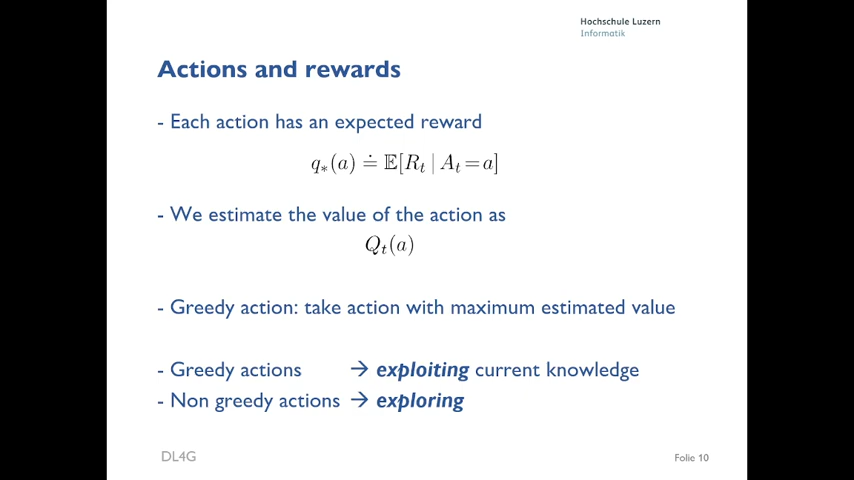 Hochschule Luzern
Informatik
Actions and rewards
- Each action has an expected reward
q∗(a) ≐ 𝔼[Rₜ | Aₜ=a]
- We estimate the value of the action as
Qₜ(a)
- Greedy action: take action with maximum estimated value
- Greedy actions → exploiting current knowledge
- Non greedy actions → exploring
DL4G
Folie 10